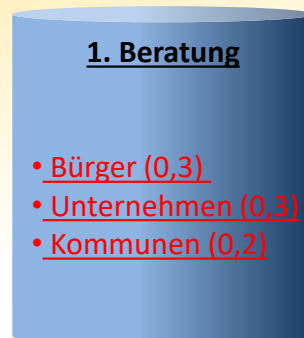 1. Beratung
• Bürger (0,3)
• Unternehmen (0,3)
• Kommunen (0,2)